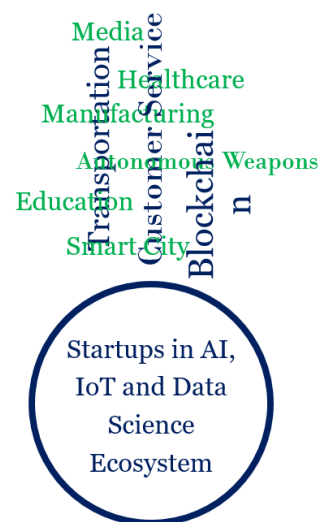 Media
Healthcare
Manufacturing
Autonomous Weapons
Education
Smart City
Transportation
Customer Service
Blockchai
n
Startups in AI,
IoT and Data
Science
Ecosystem